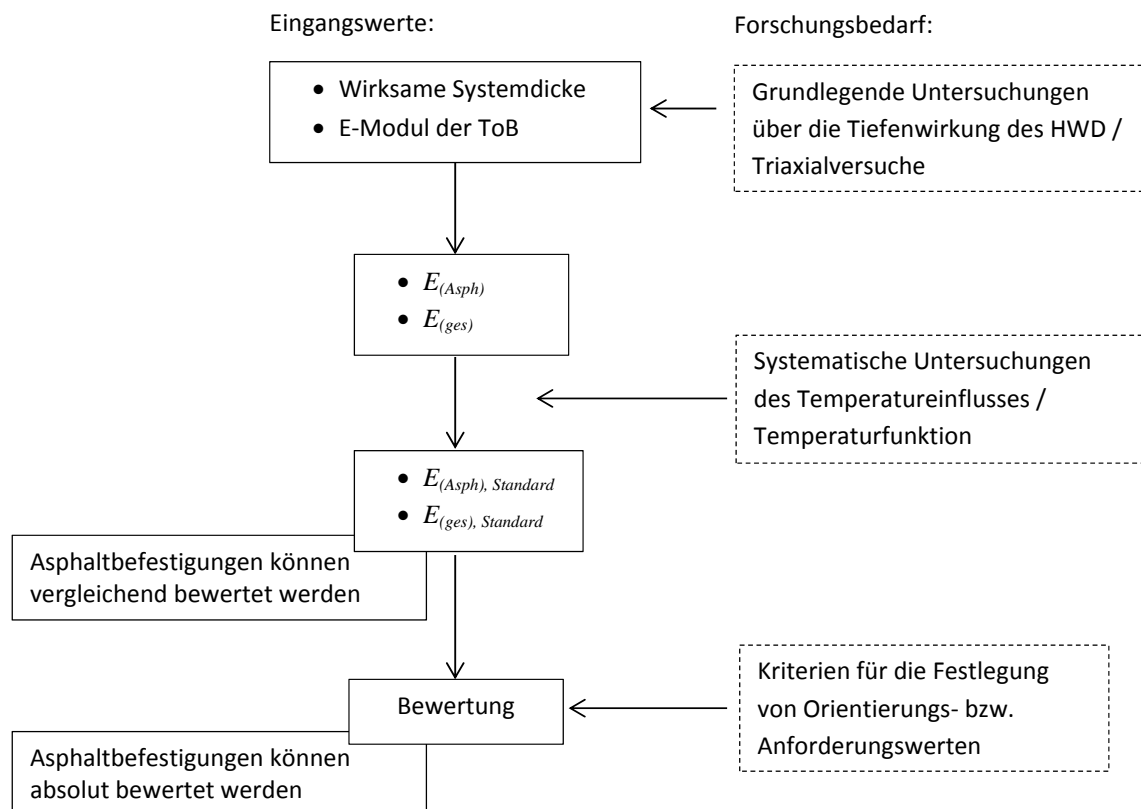 Eingangswerte:
Forschungsbedarf:
• Wirksame Systemdicke
• E-Modul der ToB
Grundlegende Untersuchungen
über die Tiefenwirkung des HWD /
Triaxialversuche
• E(Asph)
• E(ges)
Systematische Untersuchungen
des Temperatureinflusses /
Temperaturfunktion
• E(Asph), Standard
• E(ges), Standard
Asphaltbefestigungen können
vergleichend bewertet werden
Bewertung
Kriterien für die Festlegung
von Orientierungs- bzw.
Anforderungswerten
Asphaltbefestigungen können
absolut bewertet werden